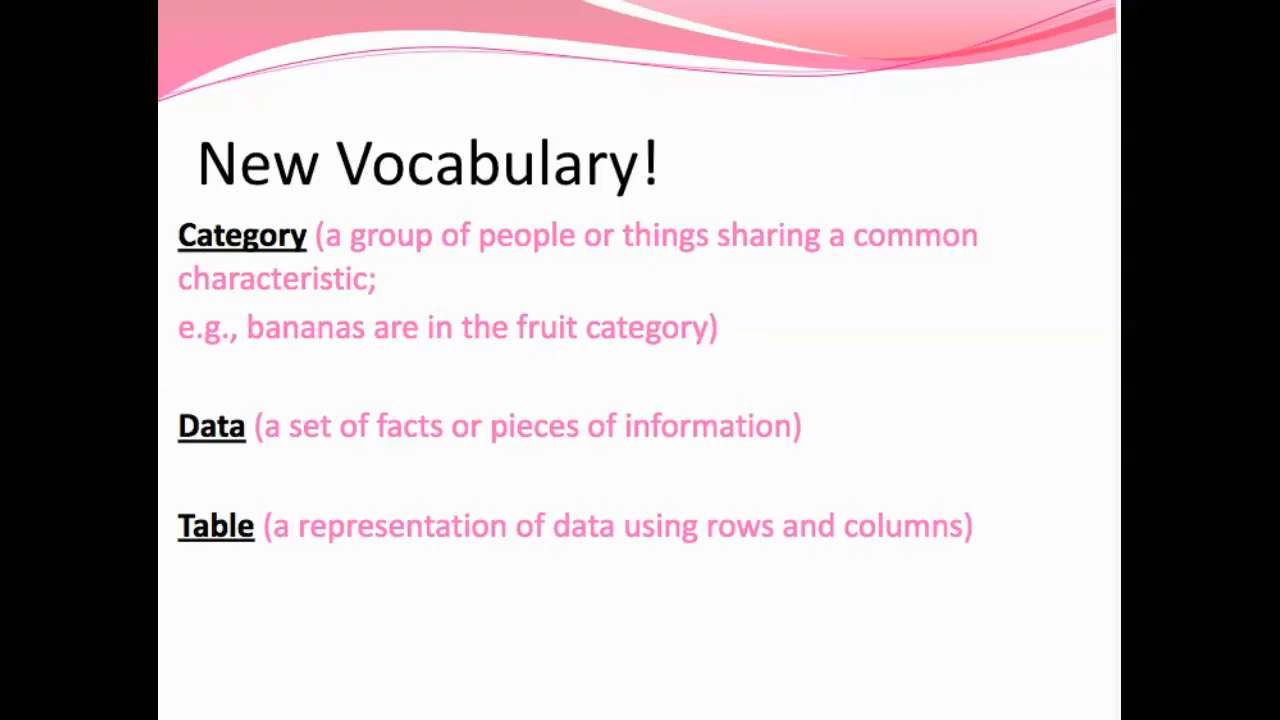 New Vocabulary!
Category (a group of people or things sharing a common
characteristic;
e.g., bananas are in the fruit category)
Data (a set of facts or pieces of information)
Table (a representation of data using rows and columns)